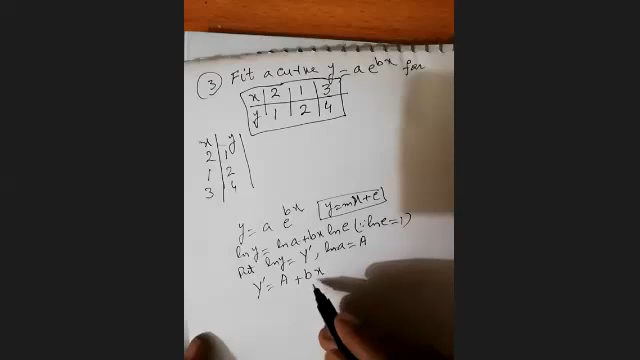 ③ Fit a curve y = a e^{bx} for
x | 2 | 1 | 3
y | 1 | 2 | 4
x | y
2 | 1
1 | 2
3 | 4
y = a e^{bx} y = mx + c
ln y = ln a + bx ln e (∵ ln e = 1)
Put ln y = Y', ln a = A
Y' = A + bx